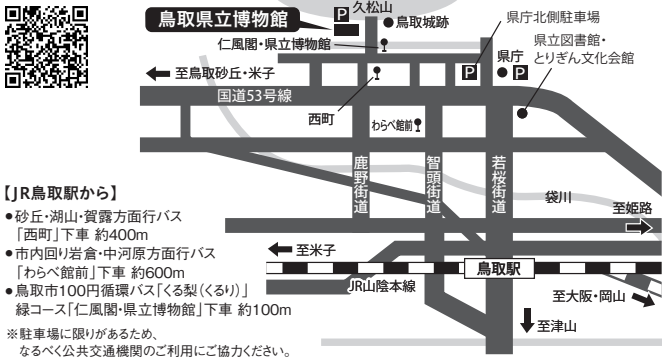 久松山
鳥取県立博物館
P
鳥取城跡
県庁北側駐車場
仁風閣・県立博物館
県庁
P
P
県立図書館・
とりぎん文化会館
至鳥取砂丘・米子
国道53号線
西町
わらべ館前
鹿野街道
智頭街道
若桜街道
袋川
至姫路
【JR鳥取駅から】
●砂丘・湖山・賀露方面行バス
「西町」下車 約400m
●市内回り岩倉・中河原方面行バス
「わらべ館前」下車 約600m
●鳥取市100円循環バス「くる梨(くるり)」
緑コース「仁風閣・県立博物館」下車 約100m
※駐車場に限りがあるため、
なるべく公共交通機関のご利用にご協力ください。
至米子
鳥取駅
JR山陰本線
至大阪・岡山
至津山